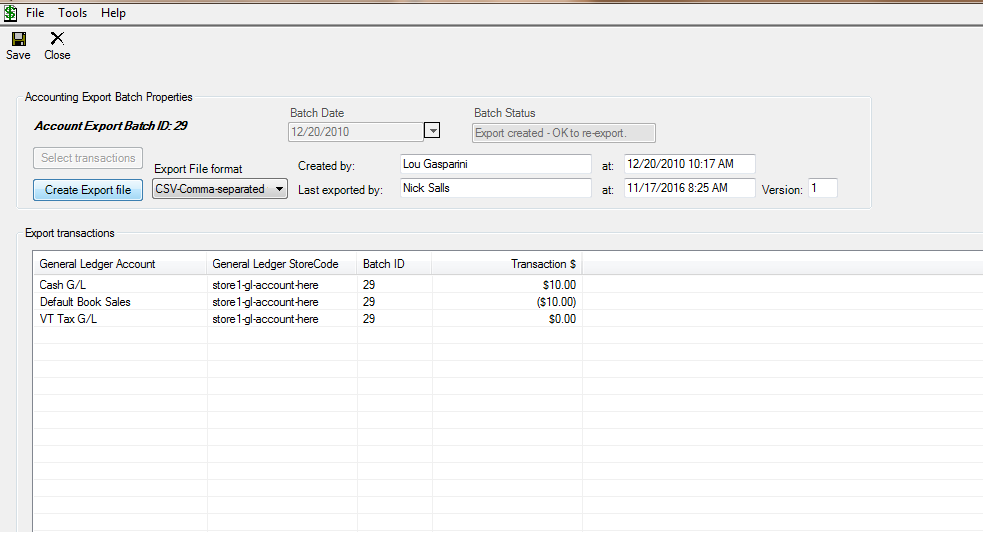 File Tools Help
Save Close
Accounting Export Batch Properties
Account Export Batch ID: 29
Batch Date
Batch Status
12/20/2010
Export created - OK to re-export.
Select transactions
Export File format
Created by: Lou Gasparini at: 12/20/2010 10:17 AM
Create Export file CSV-Comma-separated Last exported by: Nick Salls at: 11/17/2016 8:25 AM Version: 1
Export transactions
General Ledger Account General Ledger StoreCode Batch ID Transaction $
Cash G/L store1-gl-account-here 29 $10.00
Default Book Sales store1-gl-account-here 29 ($10.00)
VT Tax G/L store1-gl-account-here 29 $0.00